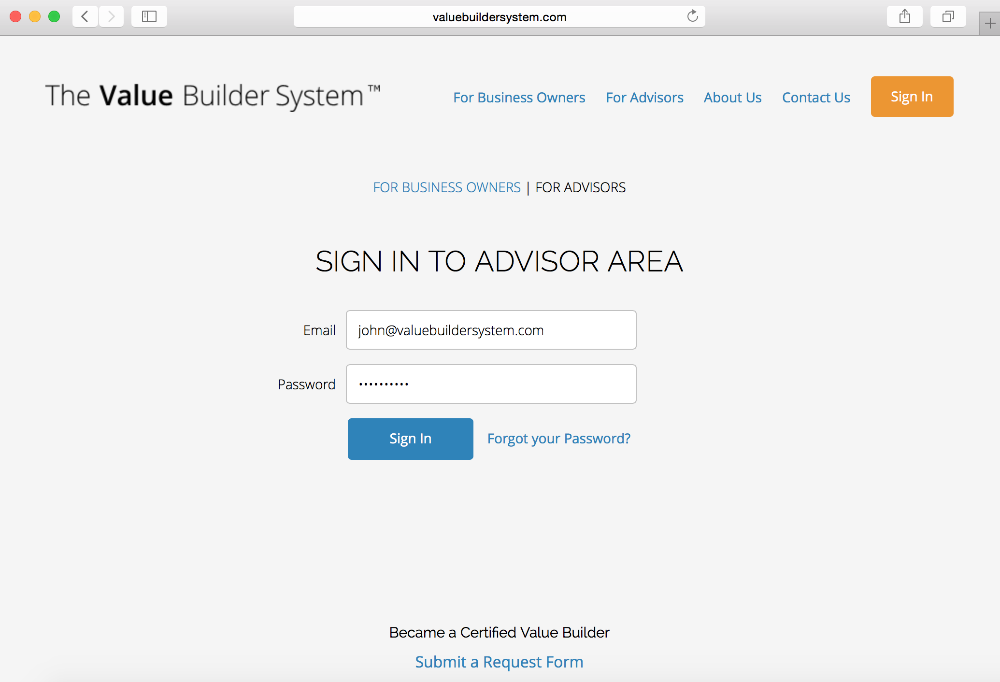 valuebuildersystem.com
The Value Builder System™
For Business Owners
For Advisors
About Us
Contact Us
Sign In
FOR BUSINESS OWNERS | FOR ADVISORS
SIGN IN TO ADVISOR AREA
Email
john@valuebuildersystem.com
Password
••••••••••
Sign In
Forgot your Password?
Became a Certified Value Builder
Submit a Request Form